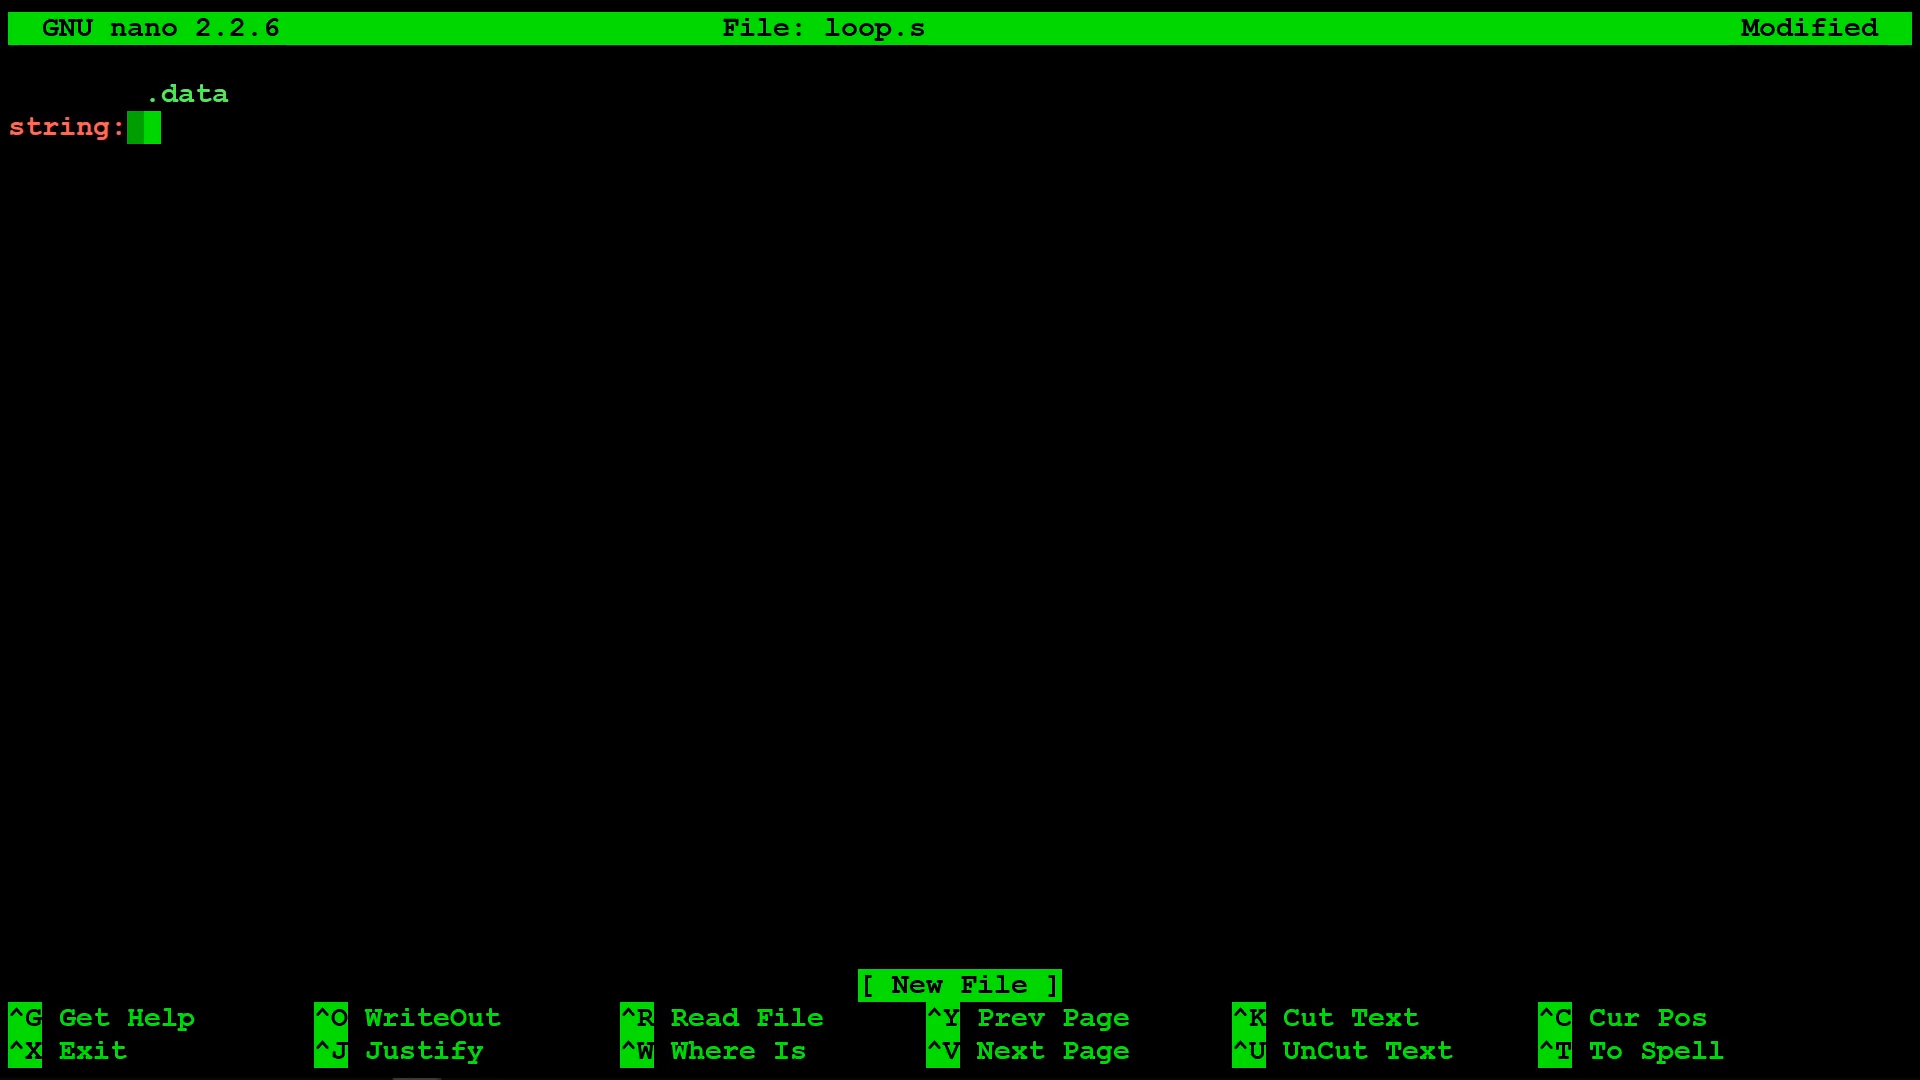 GNU nano 2.2.6 File: loop.s Modified
.data
string:
[ New File ]
^G Get Help ^O WriteOut ^R Read File ^Y Prev Page ^K Cut Text ^C Cur Pos
^X Exit ^J Justify ^W Where Is ^V Next Page ^U UnCut Text ^T To Spell